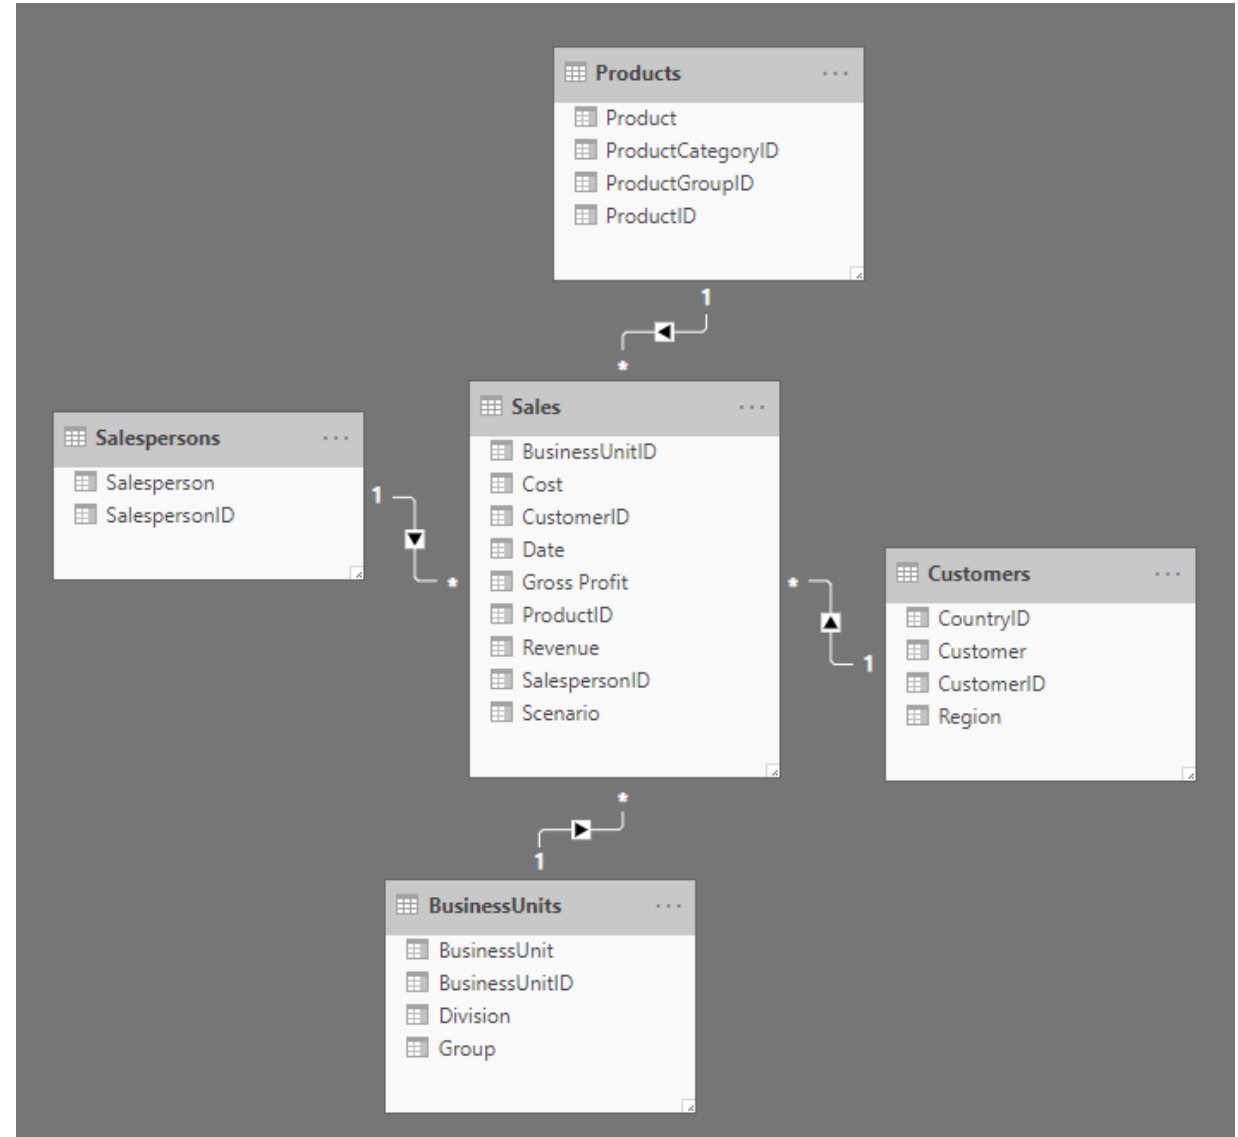 Products
Product
ProductCategoryID
ProductGroupID
ProductID
1
*
Sales
BusinessUnitID
Cost
CustomerID
Date
Gross Profit
ProductID
Revenue
SalespersonID
Scenario
Salespersons
Salesperson
SalespersonID
1
*
*
1
Customers
CountryID
Customer
CustomerID
Region
*
1
BusinessUnits
BusinessUnit
BusinessUnitID
Division
Group